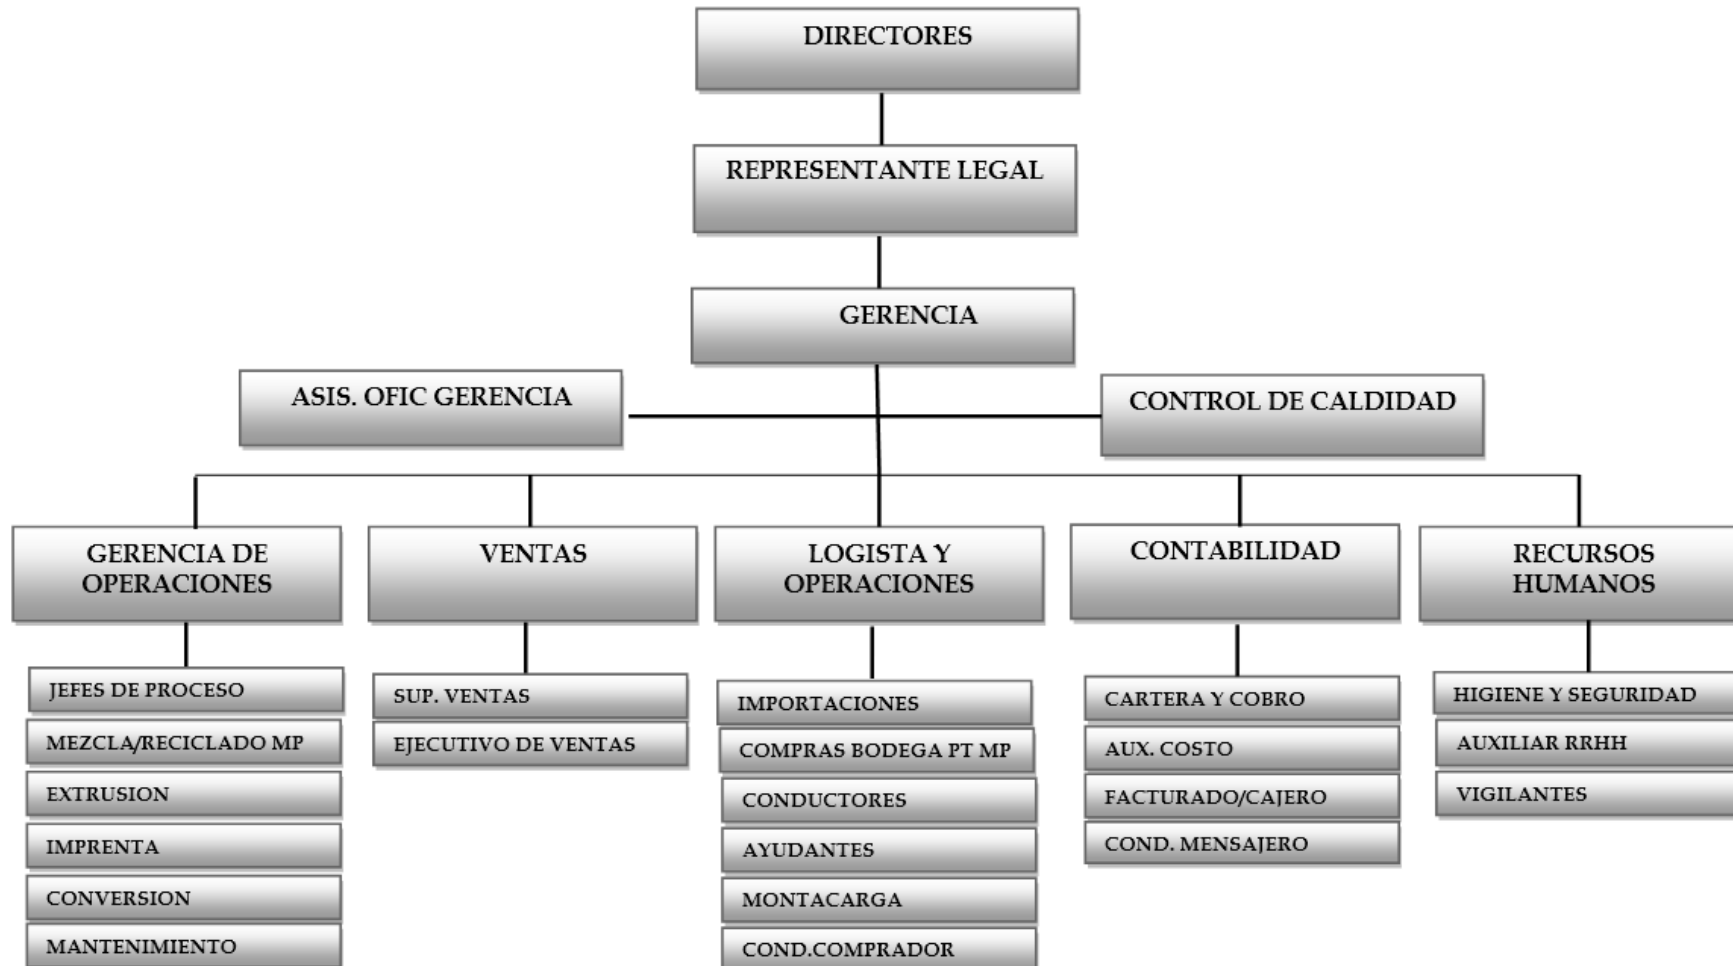 DIRECTORES
REPRESENTANTE LEGAL
GERENCIA
ASIS. OFIC GERENCIA
CONTROL DE CALDIDAD
GERENCIA DE
OPERACIONES
VENTAS
LOGISTA Y
OPERACIONES
CONTABILIDAD
RECURSOS
HUMANOS
JEFES DE PROCESO
MEZCLA/RECICLADO MP
EXTRUSION
IMPRENTA
CONVERSION
MANTENIMIENTO
SUP. VENTAS
EJECUTIVO DE VENTAS
IMPORTACIONES
COMPRAS BODEGA PT MP
CONDUCTORES
AYUDANTES
MONTACARGA
COND.COMPRADOR
CARTERA Y COBRO
AUX. COSTO
FACTURADO/CAJERO
COND. MENSAJERO
HIGIENE Y SEGURIDAD
AUXILIAR RRHH
VIGILANTES